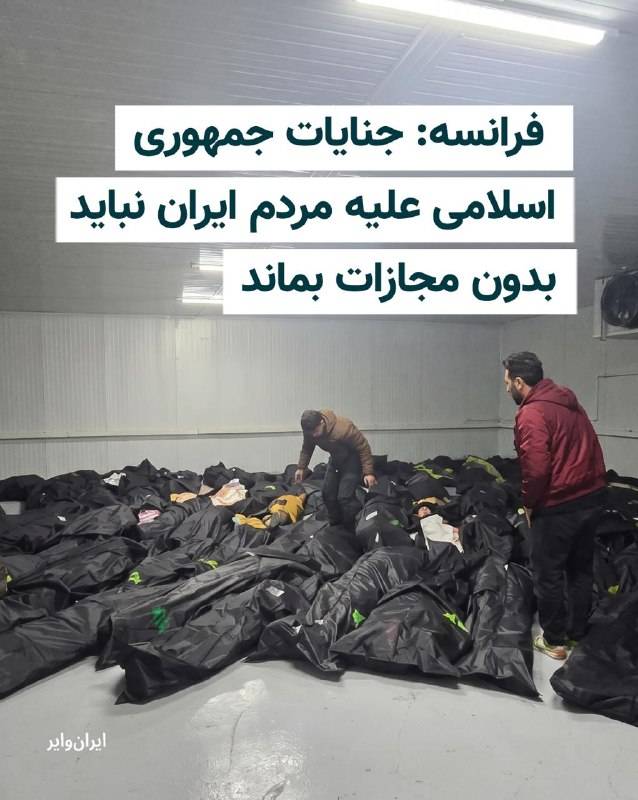 فرانسه: جنایات جمهوری
اسلامی علیه مردم ایران نباید
بدون مجازات بماند
ایران‌وایر